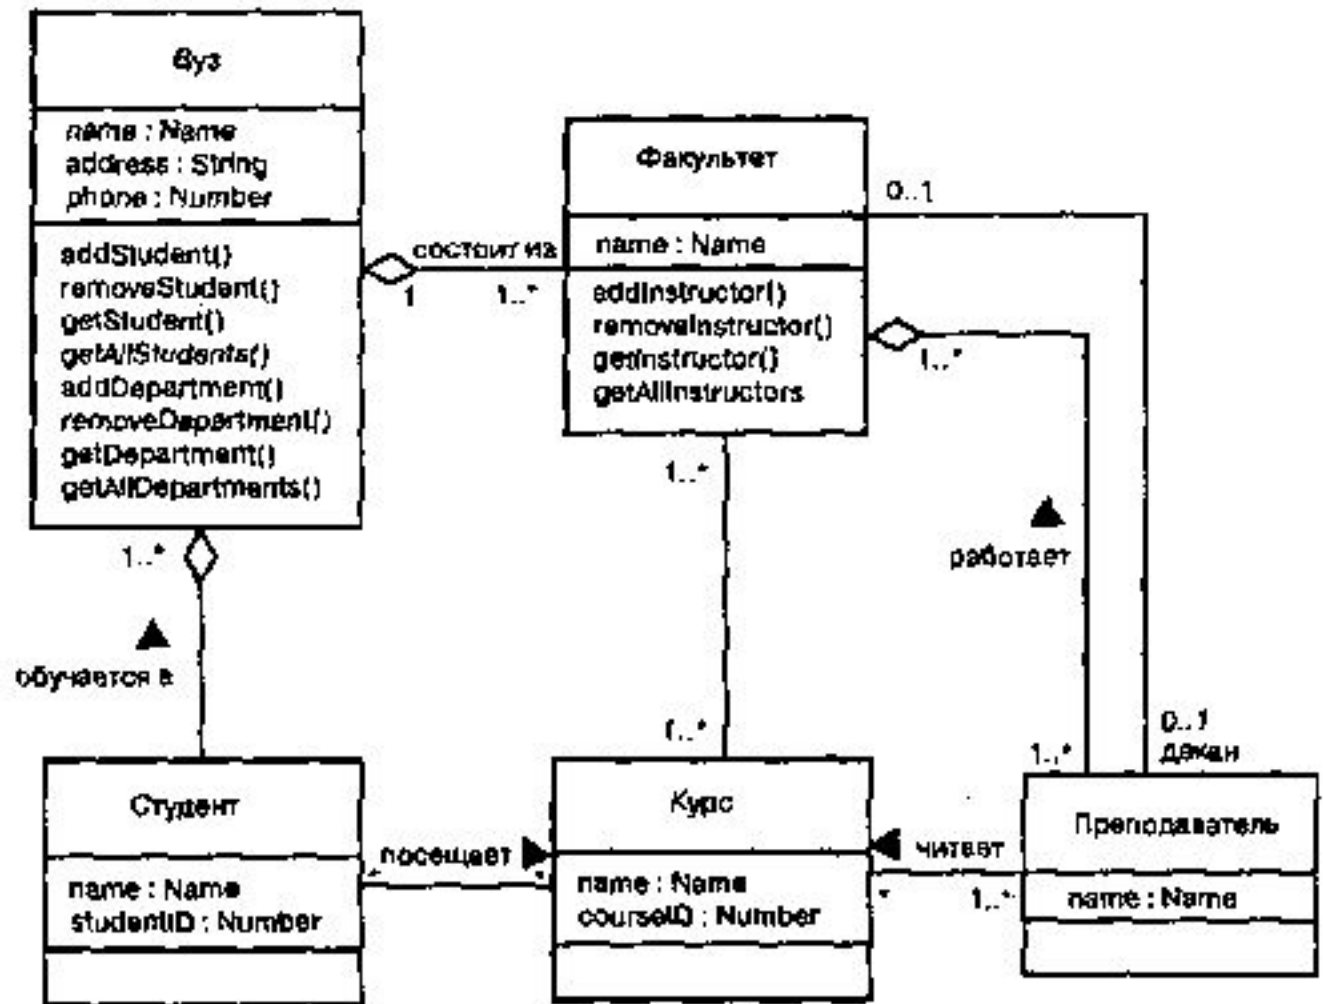 Вуз
name : Name
address : String
phone : Number
addStudent()
removeStudent()
getStudent()
getAllStudents()
addDepartment()
removeDepartment()
getDepartment()
getAllDepartments()
состоит из
1
1..*
Факультет
name : Name
addInstructor()
removeInstructor()
getInstructor()
getAllInstructors
0..1
1..*
1..*
1..*
обучается в
работает
1..*
1..*
0..1
декан
Студент
name : Name
studentID : Number
посещает
*
*
Курс
name : Name
courseID : Number
читает
*
1..*
Преподаватель
name : Name